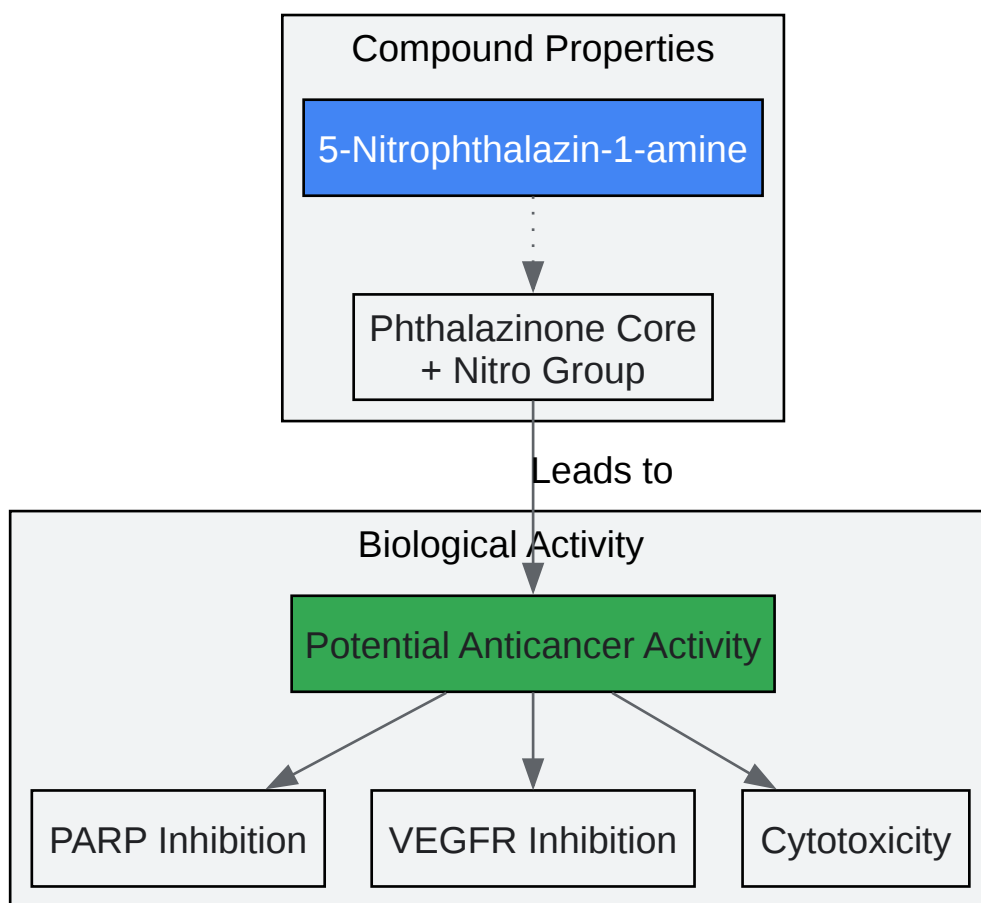 Compound Properties
5-Nitrophthalazin-1-amine
Phthalazinone Core
+ Nitro Group
Leads to
Biological Activity
Potential Anticancer Activity
PARP Inhibition
VEGFR Inhibition
Cytotoxicity